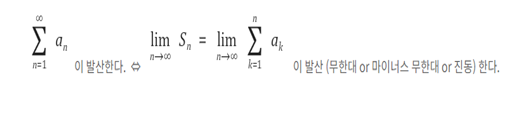 ∑_{n=1}^{∞} a_n 이 발산한다. ⇔ lim_{n→∞} S_n = lim_{n→∞} ∑_{k=1}^{n} a_k 이 발산 (무한대 or 마이너스 무한대 or 진동) 한다.